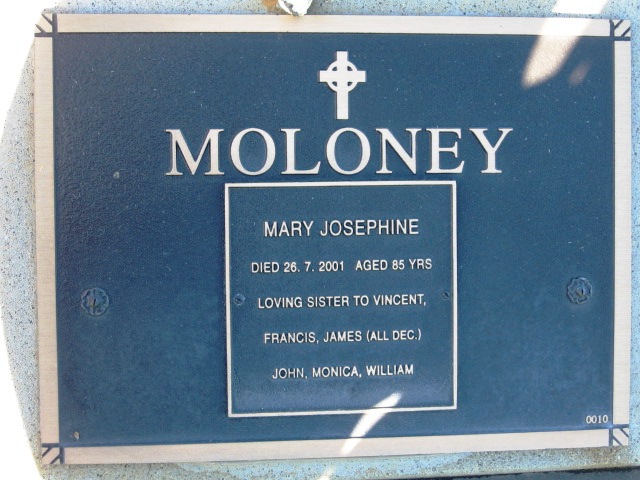 MOLONEY
MARY JOSEPHINE
DIED 26. 7. 2001 AGED 85 YRS
LOVING SISTER TO VINCENT,
FRANCIS, JAMES (ALL DEC.)
JOHN, MONICA, WILLIAM
0010